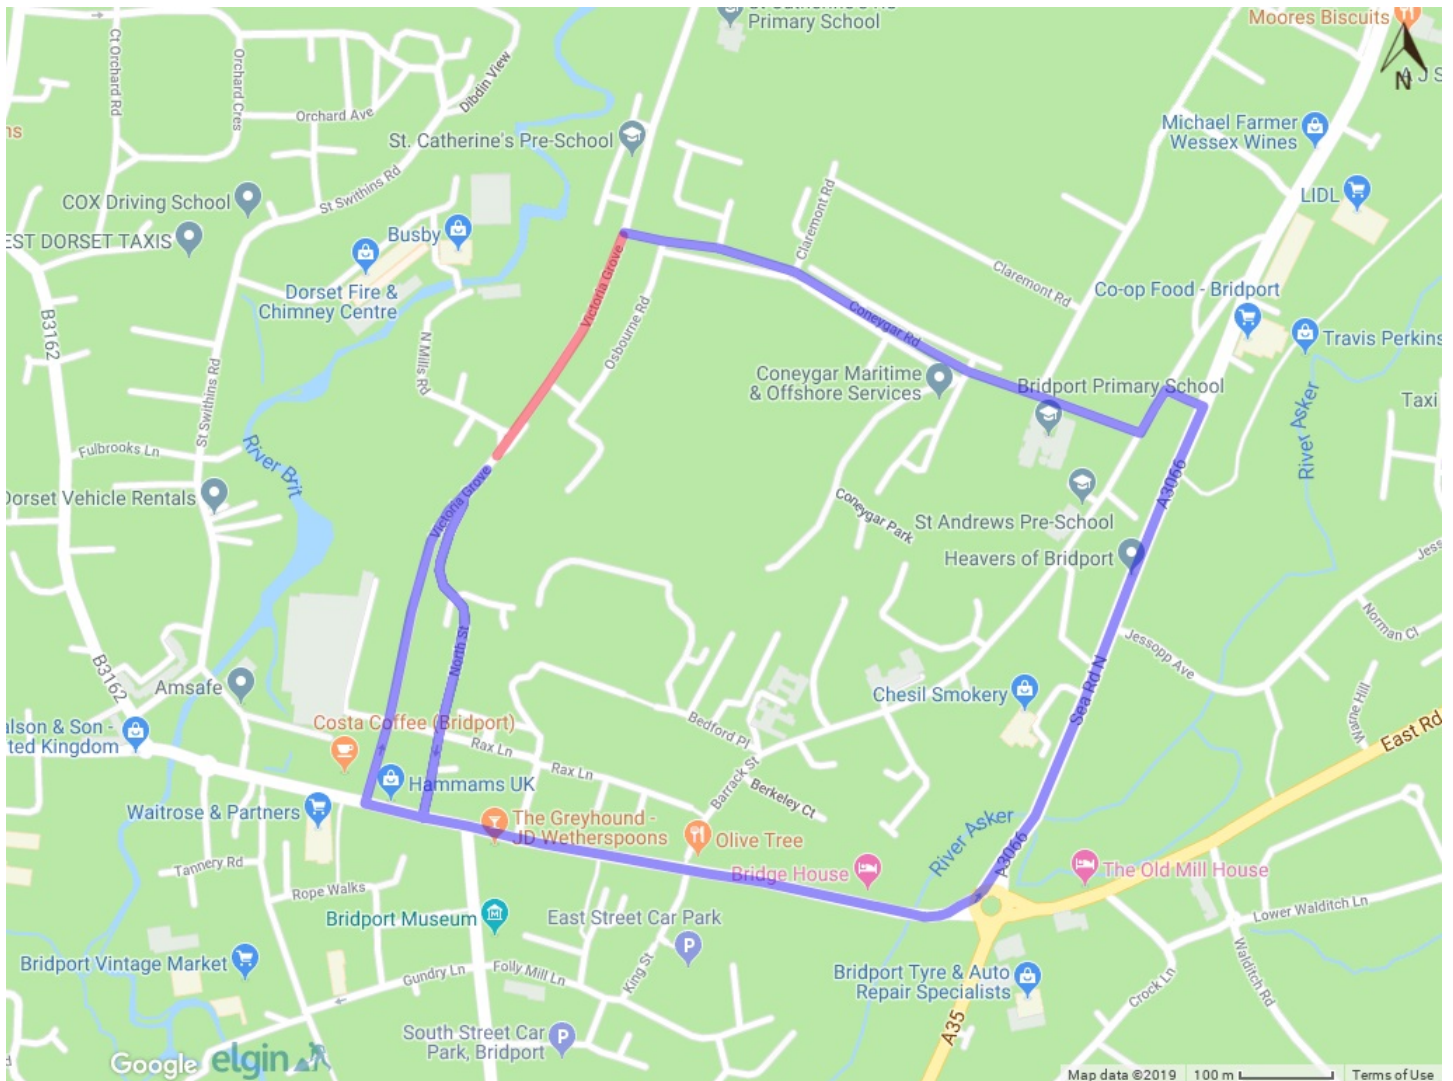 Primary School
Moores Biscuits
N
A J S
Ct Orchard Rd
Orchard Cres
Orchard Ave
Dibdin View
St. Catherine's Pre-School
Michael Farmer
Wessex Wines
LIDL
COX Driving School
St Swithins Rd
EST DORSET TAXIS
Busby
Claremont Rd
Claremont Rd
Dorset Fire &
Chimney Centre
Victoria Grove
Osbourne Rd
Coneygar Rd
Co-op Food - Bridport
Travis Perkins
B3162
N Mills Rd
St Swithins Rd
Coneygar Maritime
& Offshore Services
Bridport Primary School
River Asker
Taxi
Fulbrooks Ln
River Brit
Dorset Vehicle Rentals
Victoria Grove
Coneygar Park
A3066
St Andrews Pre-School
Heavers of Bridport
Jess
Norman Cl
Jessopp Ave
North St
B3162
Amsafe
Sea Rd N
Chesil Smokery
Wane Hill
East Rd
alson & Son -
ted Kingdom
Costa Coffee (Bridport)
Rax Ln
Rax Ln
Bedford Pl
Barrack St
Berkeley Ct
Hammams UK
Waitrose & Partners
The Greyhound -
JD Wetherspoons
Olive Tree
River Asker
A3066
Bridge House
The Old Mill House
Tannery Rd
Rope Walks
Bridport Museum
East Street Car Park
Lower Walditch Ln
Bridport Vintage Market
Gundry Ln
Folly Mill Ln
King St
Bridport Tyre & Auto
Repair Specialists
Crock Ln
Walditch Rd
South Street Car
Park, Bridport
A35
Google
elgin
Map data ©2019
100 m
Terms of Use